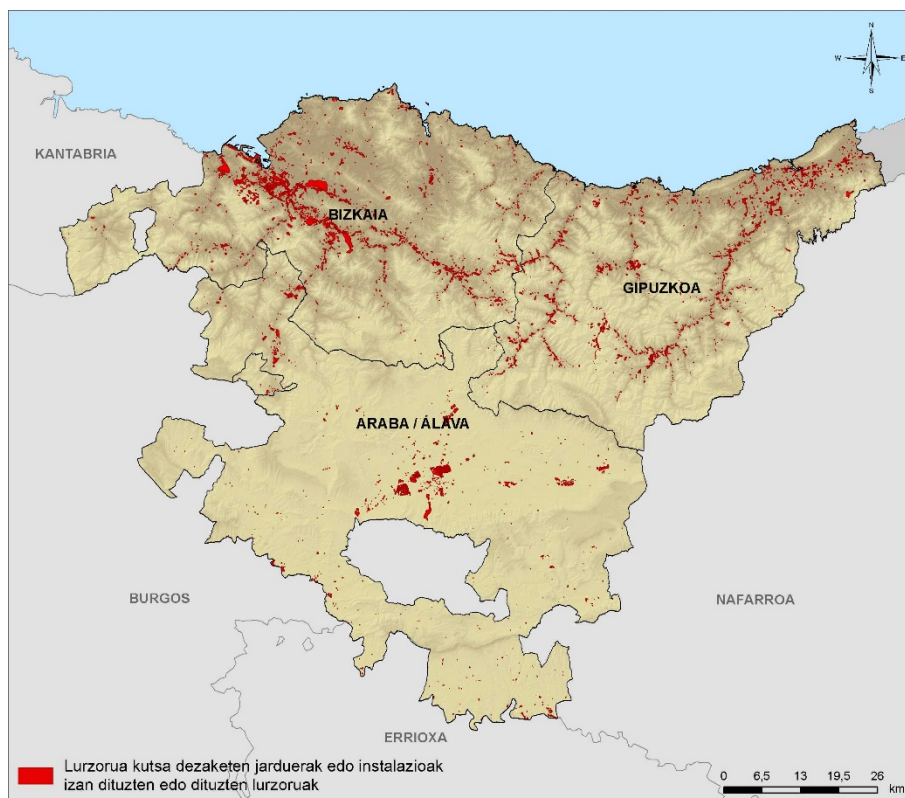 N
W E
S
KANTABRIA
BIZKAIA
GIPUZKOA
ARABA / ÁLAVA
BURGOS
NAFARROA
ERRIOXA
Lurzorua kutsa dezaketen jarduerak edo instalazioak
izan dituzten edo dituzten lurzoruak
0 6,5 13 19,5 26
km